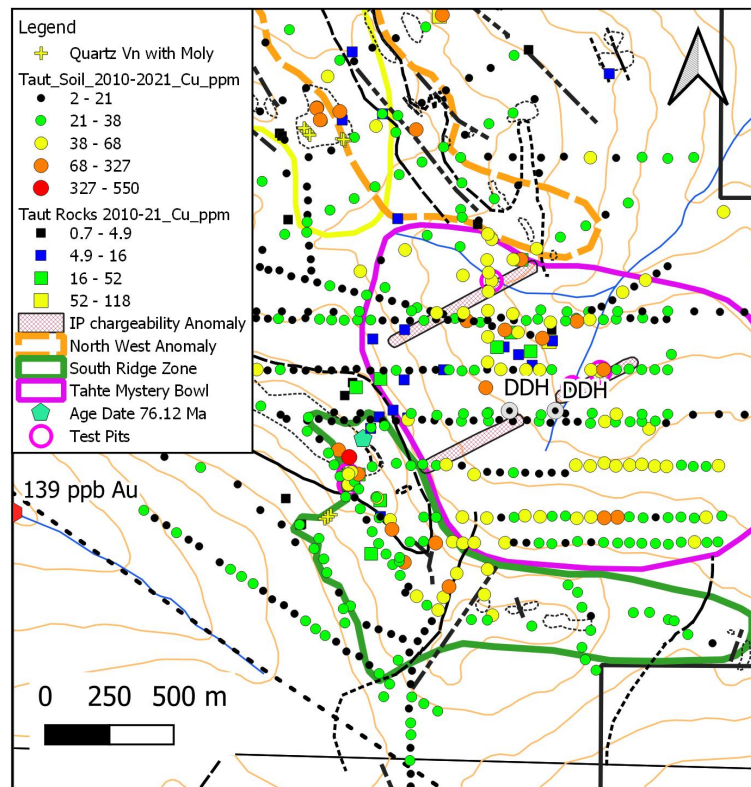 Legend
Quartz Vn with Moly
Taut_Soil_2010-2021_Cu_ppm
2 - 21
21 - 38
38 - 68
68 - 327
327 - 550
Taut Rocks 2010-21_Cu_ppm
0.7 - 4.9
4.9 - 16
16 - 52
52 - 118
IP chargeability Anomaly
North West Anomaly
South Ridge Zone
Tahte Mystery Bowl
Age Date 76.12 Ma
Test Pits
DDH DDH
139 ppb Au
0 250 500 m